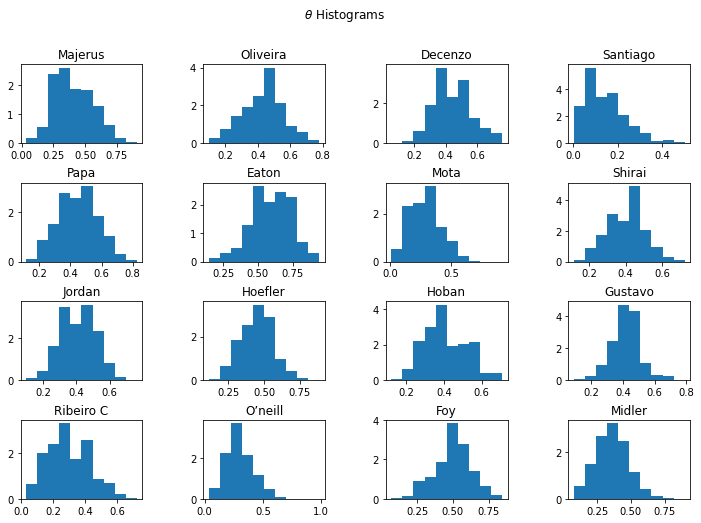 θ Histograms
Majerus Oliveira Decenzo Santiago
2 1 0
0.00 0.25 0.50 0.75
4 2 0
0.2 0.4 0.6 0.8
2 0
0.2 0.4 0.6
4 2 0
0.0 0.2 0.4
Papa Eaton Mota Shirai
2 0
0.2 0.4 0.6 0.8
2 1 0
0.25 0.50 0.75
2 0
0.0 0.5
4 2 0
0.2 0.4 0.6
Jordan Hoefler Hoban Gustavo
2 0
0.2 0.4 0.6
2 0
0.25 0.50 0.75
4 2 0
0.2 0.4 0.6
4 2 0
0.2 0.4 0.6 0.8
Ribeiro C O’neill Foy Midler
2 0
0.0 0.2 0.4 0.6
2 0
0.0 0.5 1.0
4 2 0
0.25 0.50 0.75
4 2 0
0.25 0.50 0.75